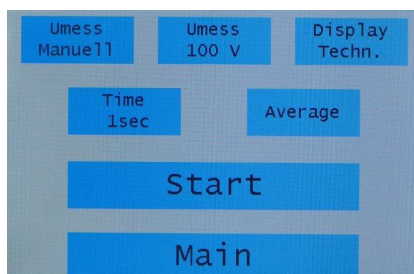 Umess
Manuell
Umess
100 V
Display
Techn.
Time
1sec
Average
Start
Main